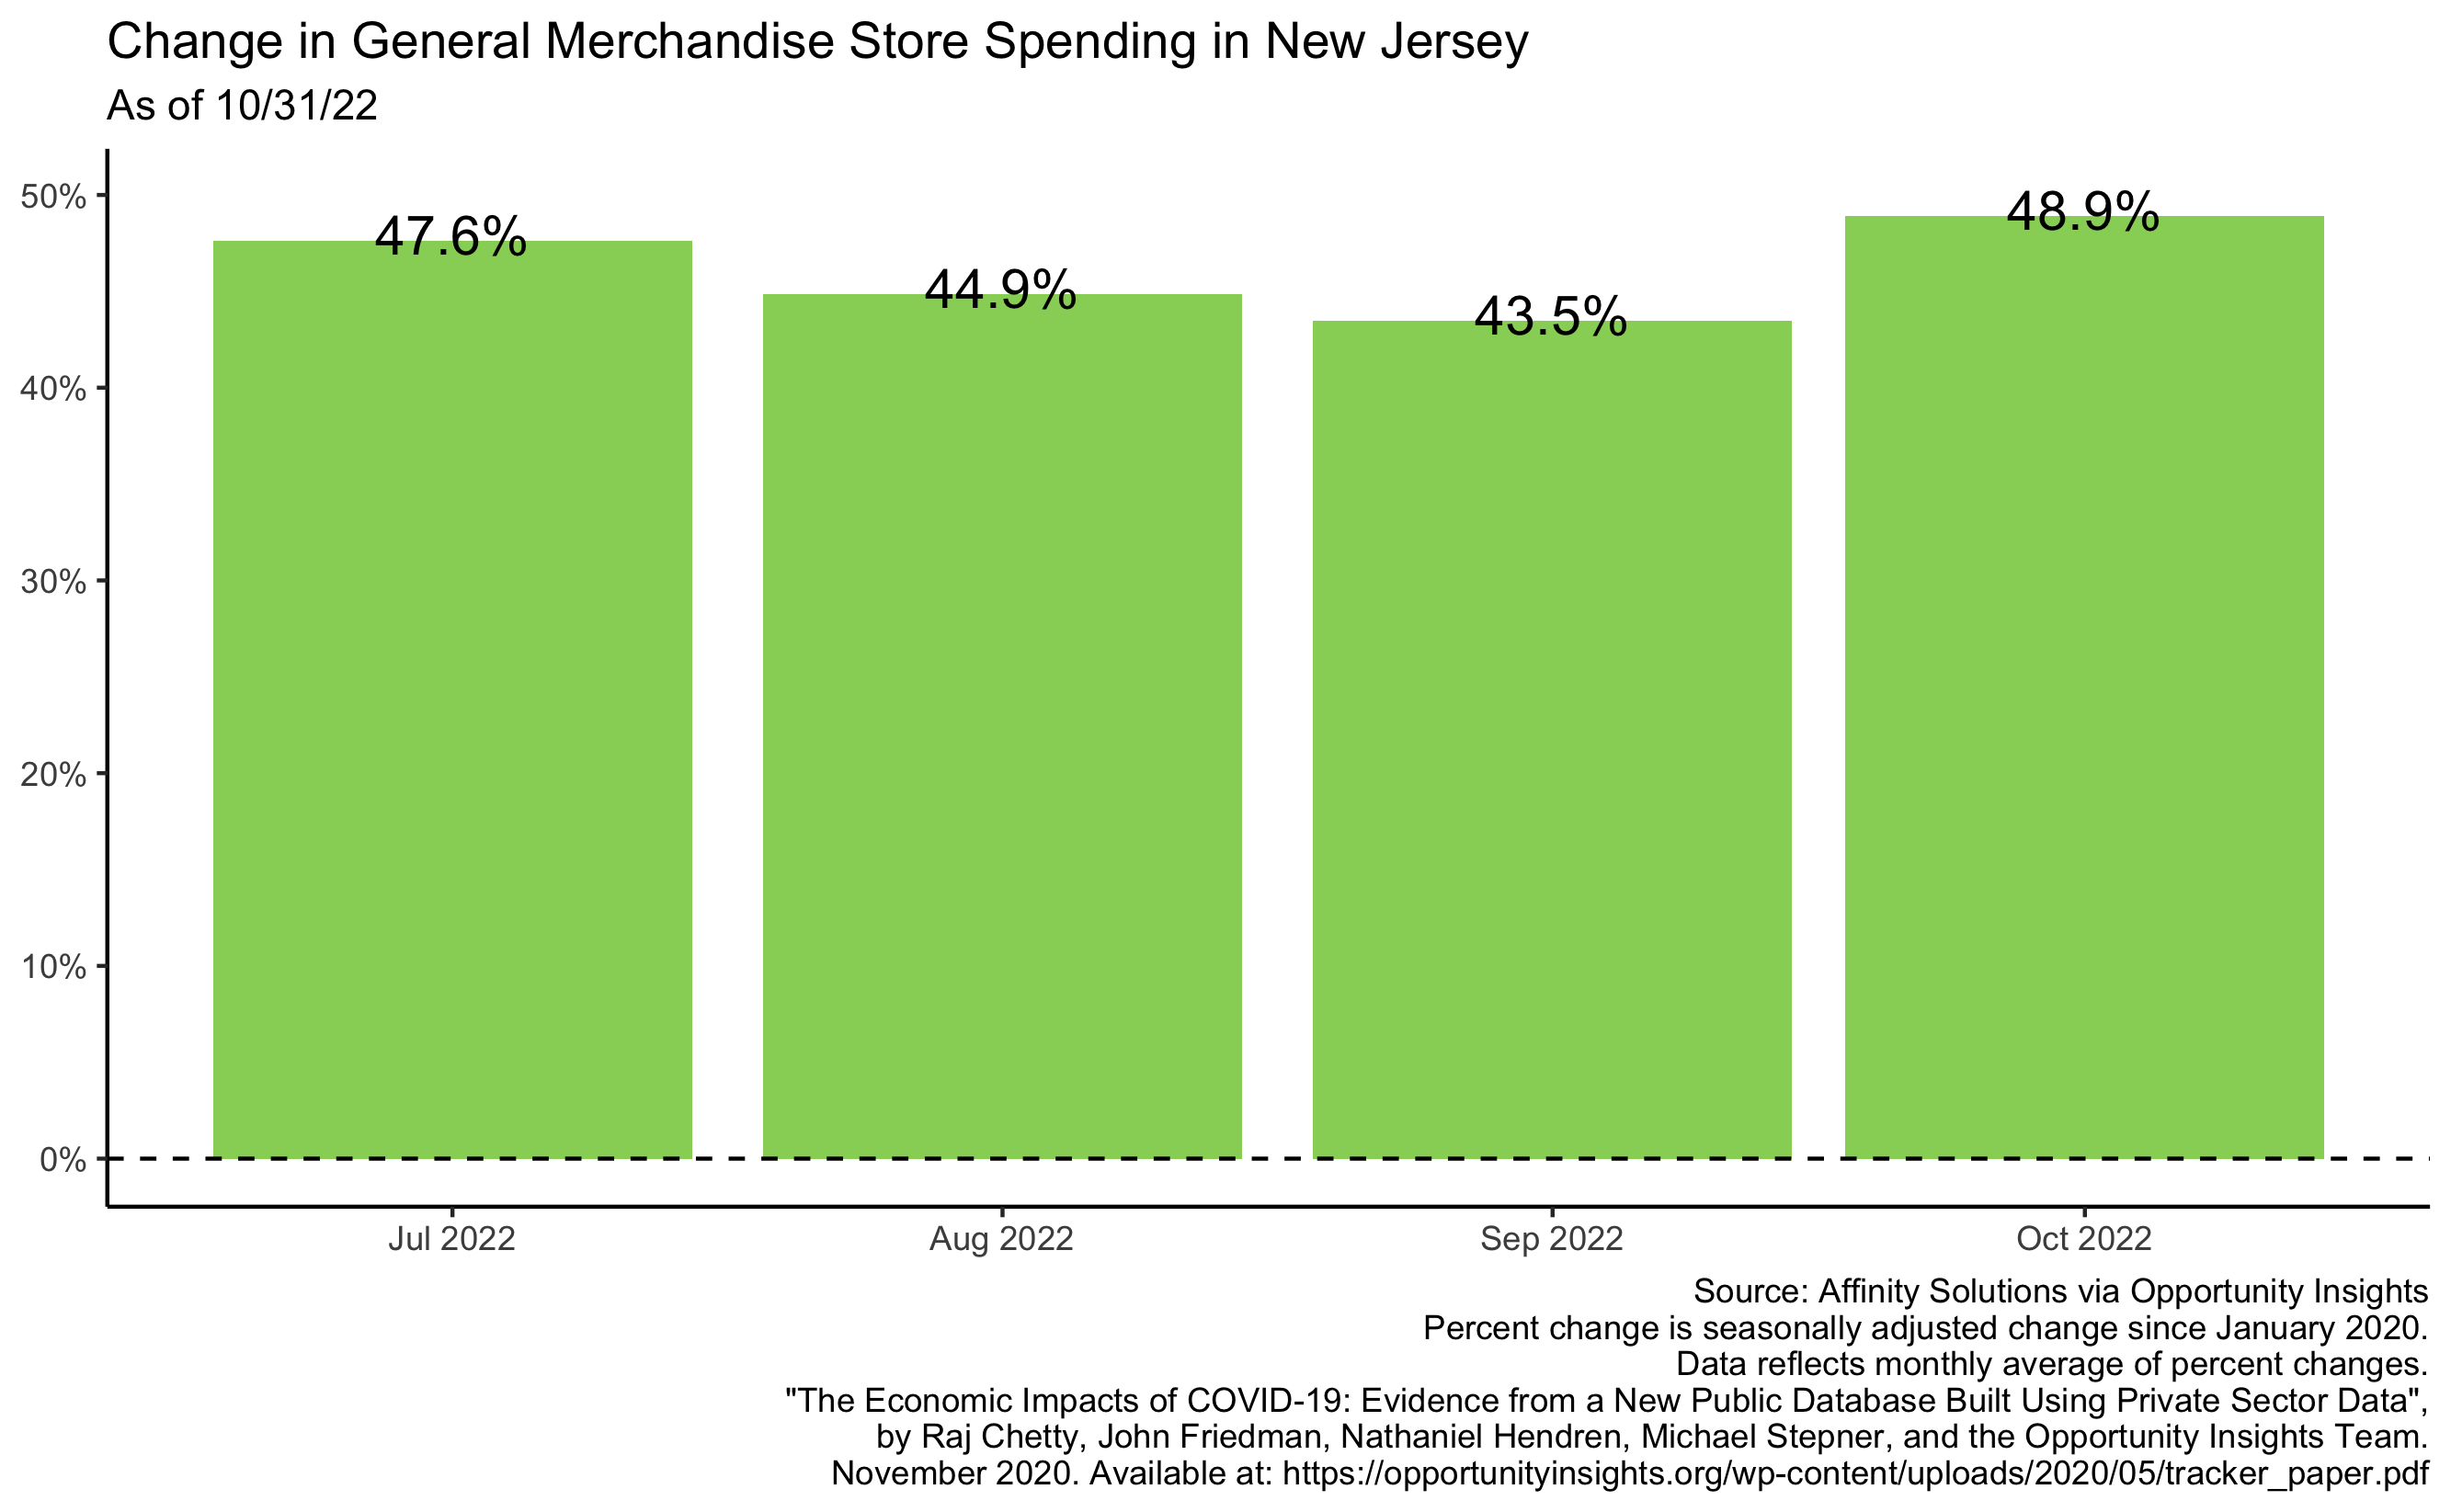 Change in General Merchandise Store Spending in New Jersey
As of 10/31/22
50%
40%
30%
20%
10%
0%
47.6%
44.9%
43.5%
48.9%
Jul 2022
Aug 2022
Sep 2022
Oct 2022
Source: Affinity Solutions via Opportunity Insights
Percent change is seasonally adjusted change since January 2020.
Data reflects monthly average of percent changes.
"The Economic Impacts of COVID-19: Evidence from a New Public Database Built Using Private Sector Data",
by Raj Chetty, John Friedman, Nathaniel Hendren, Michael Stepner, and the Opportunity Insights Team.
November 2020. Available at: https://opportunityinsights.org/wp-content/uploads/2020/05/tracker_paper.pdf